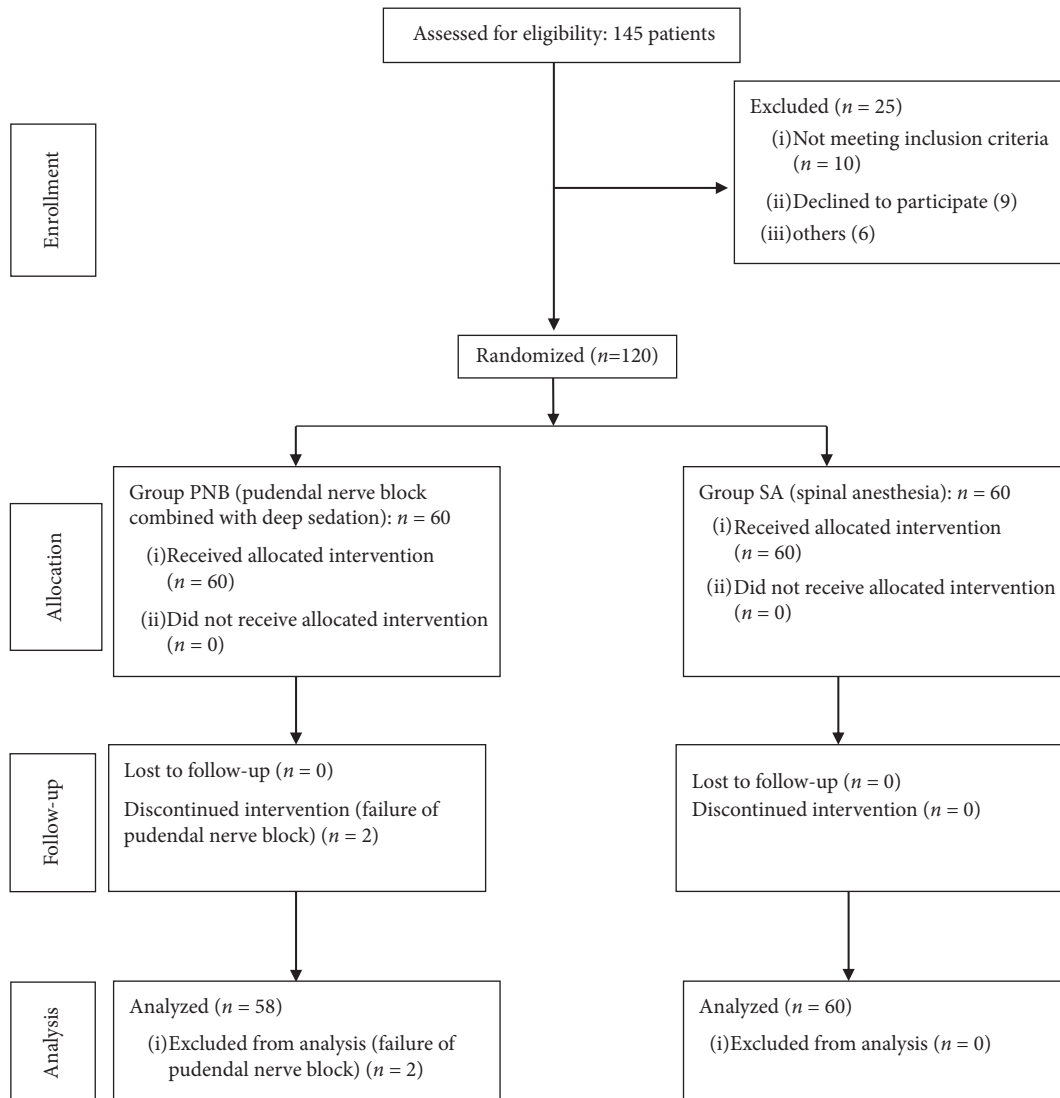 Assessed for eligibility: 145 patients
Enrollment
Excluded (n = 25)
(i)Not meeting inclusion criteria
(n = 10)
(ii)Declined to participate (9)
(iii)others (6)
Randomized (n=120)
Allocation
Group PNB (pudendal nerve block
combined with deep sedation): n = 60
(i)Received allocated intervention
(n = 60)
(ii)Did not receive allocated intervention
(n = 0)
Group SA (spinal anesthesia): n = 60
(i) Received allocated intervention
(n = 60)
(ii) Did not receive allocated intervention
(n = 0)
Follow-up
Lost to follow-up (n = 0)
Discontinued intervention (failure of
pudendal nerve block) (n = 2)
Lost to follow-up (n = 0)
Discontinued intervention (n = 0)
Analysis
Analyzed (n = 58)
(i)Excluded from analysis (failure of
pudendal nerve block) (n = 2)
Analyzed (n = 60)
(i)Excluded from analysis (n = 0)